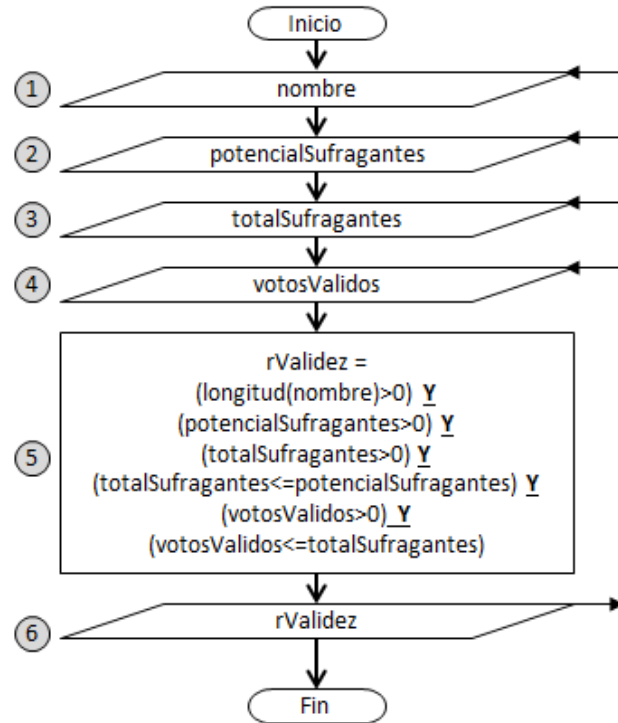 Inicio
1 nombre
2 potencialSufragantes
3 totalSufragantes
4 votosValidos
rValidez =
(longitud(nombre)>0) Y
(potencialSufragantes>0) Y
(totalSufragantes>0) Y
5 (totalSufragantes<=potencialSufragantes) Y
(votosValidos>0) Y
(votosValidos<=totalSufragantes)
6 rValidez
Fin